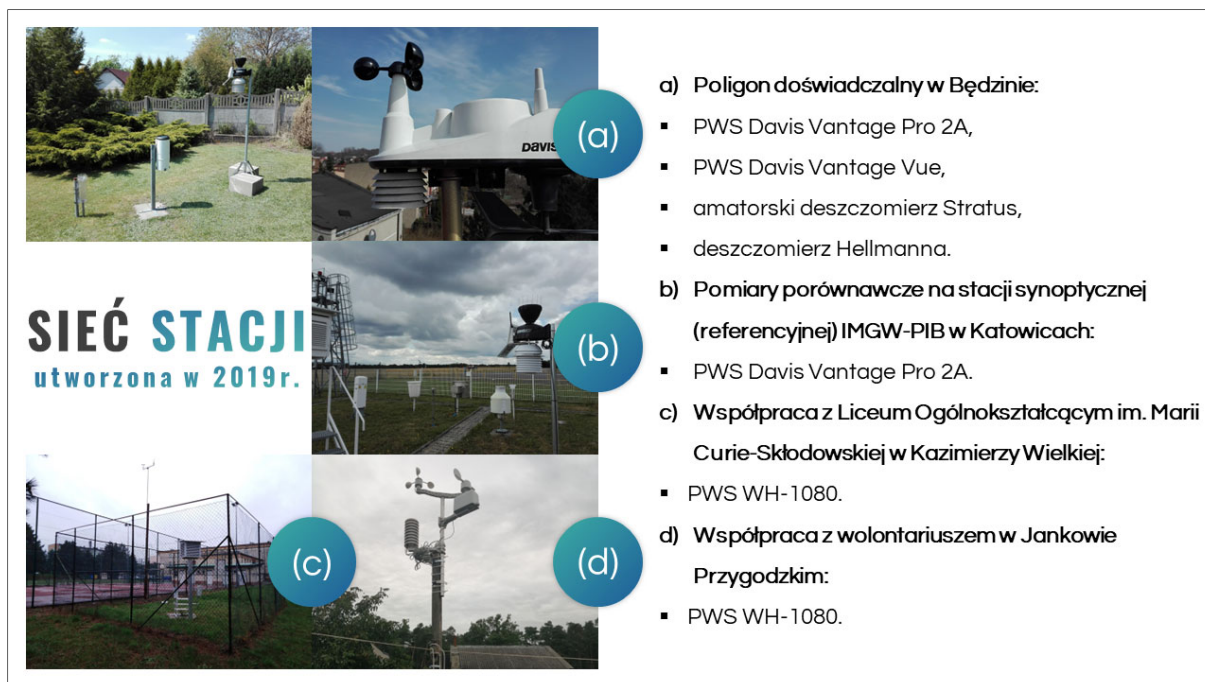 SIEĆ STACJI
utworzona w 2019r.
DAVIS
(a)
(b)
(c)
(d)
a) Poligon doświadczalny w Będzinie:
▪ PWS Davis Vantage Pro 2A,
▪ PWS Davis Vantage Vue,
▪ amatorski deszczomierz Stratus,
▪ deszczomierz Hellmanna.
b) Pomiary porównawcze na stacji synoptycznej
(referencyjnej) IMGW-PIB w Katowicach:
▪ PWS Davis Vantage Pro 2A.
c) Współpraca z Liceum Ogólnokształcącym im. Marii
Curie-Skłodowskiej w Kazimierzy Wielkiej:
▪ PWS WH-1080.
d) Współpraca z wolontariuszem w Jankowie
Przygodzkim:
▪ PWS WH-1080.